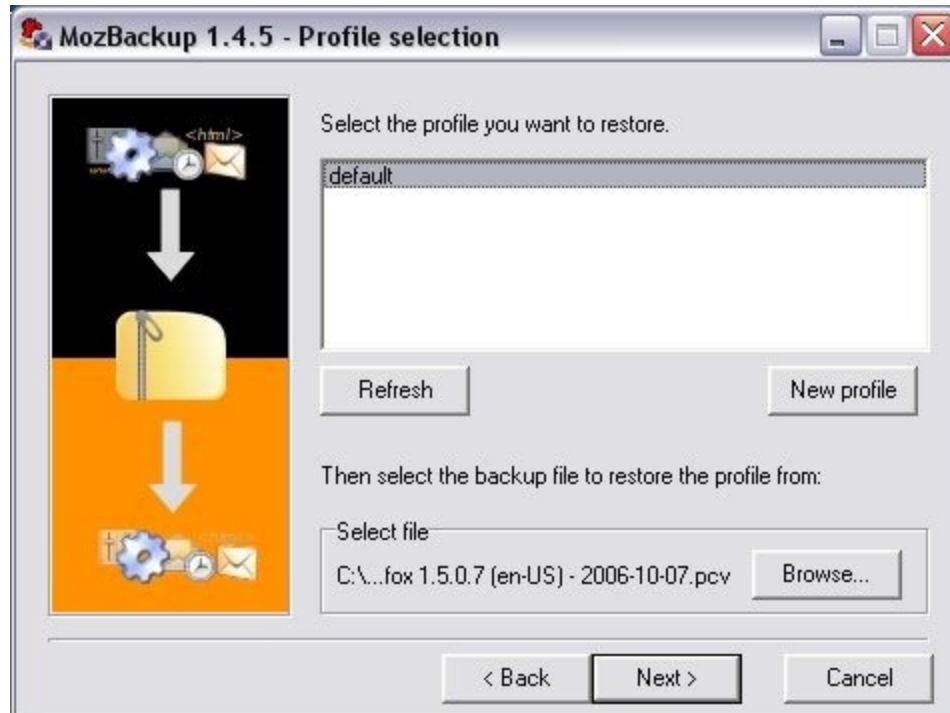 MozBackup 1.4.5 - Profile selection
<html>
Select the profile you want to restore.
default
Refresh
New profile
Then select the backup file to restore the profile from:
Select file
C:\...fox 1.5.0.7 (en-US) - 2006-10-07.pcv
Browse...
< Back
Next >
Cancel